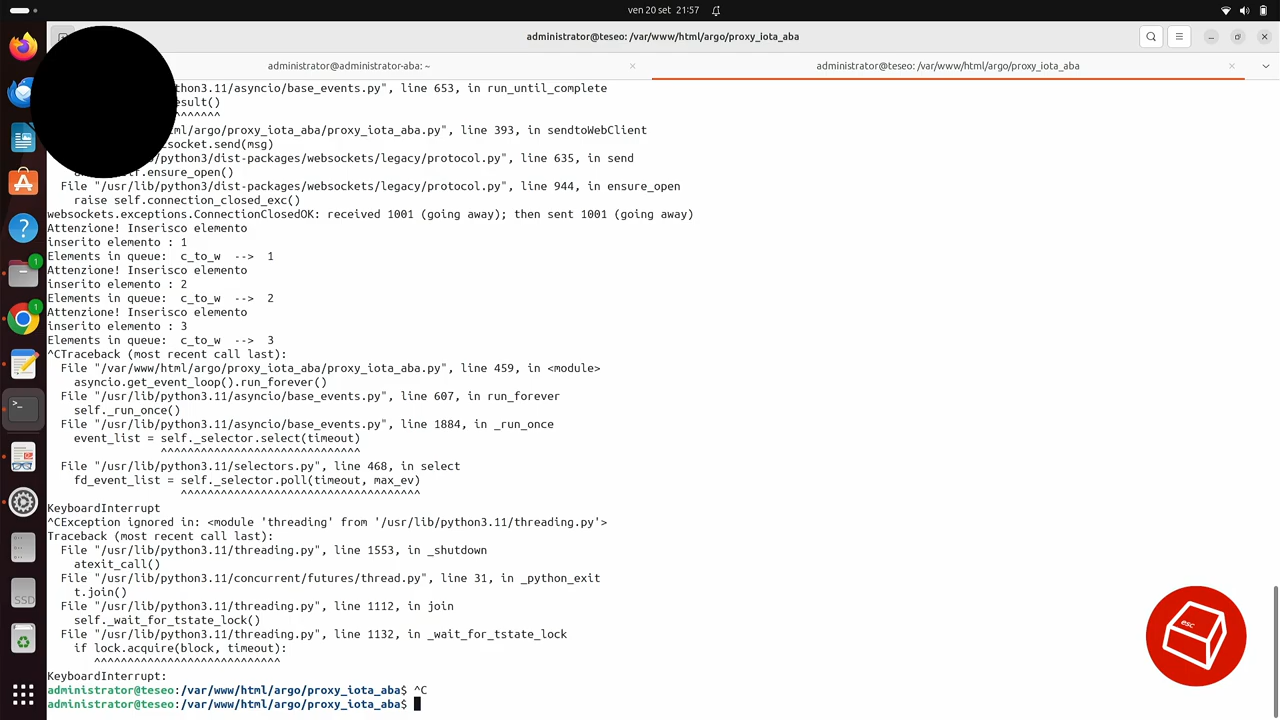 ven 20 set 21:57
administrator@teseo: /var/www/html/argo/proxy_iota_aba
administrator@administrator-aba: ~
administrator@teseo: /var/www/html/argo/proxy_iota_aba
python3.11/asyncio/base_events.py", line 653, in run_until_complete
esult()
^^^^^^^
ml/argo/proxy_iota_aba/proxy_iota_aba.py", line 393, in sendtoWebClient
socket.send(msg)
/python3/dist-packages/websockets/legacy/protocol.py", line 635, in send
.ensure_open()
File "/usr/lib/python3/dist-packages/websockets/legacy/protocol.py", line 944, in ensure_open
raise self.connection_closed_exc()
websockets.exceptions.ConnectionClosedOK: received 1001 (going away); then sent 1001 (going away)
Attenzione! Inserisco elemento
inserito elemento : 1
Elements in queue:  c_to_w  -->  1
Attenzione! Inserisco elemento
inserito elemento : 2
Elements in queue:  c_to_w  -->  2
Attenzione! Inserisco elemento
inserito elemento : 3
Elements in queue:  c_to_w  -->  3
^CTraceback (most recent call last):
File "/var/www/html/argo/proxy_iota_aba/proxy_iota_aba.py", line 459, in <module>
asyncio.get_event_loop().run_forever()
File "/usr/lib/python3.11/asyncio/base_events.py", line 607, in run_forever
self._run_once()
File "/usr/lib/python3.11/asyncio/base_events.py", line 1884, in _run_once
event_list = self._selector.select(timeout)
^^^^^^^^^^^^^^^^^^^^^^^^^^^^^^
File "/usr/lib/python3.11/selectors.py", line 468, in select
fd_event_list = self._selector.poll(timeout, max_ev)
^^^^^^^^^^^^^^^^^^^^^^^^^^^^^^^^^^^^
KeyboardInterrupt
^CException ignored in: <module 'threading' from '/usr/lib/python3.11/threading.py'>
Traceback (most recent call last):
File "/usr/lib/python3.11/threading.py", line 1553, in _shutdown
atexit_call()
File "/usr/lib/python3.11/concurrent/futures/thread.py", line 31, in _python_exit
t.join()
File "/usr/lib/python3.11/threading.py", line 1112, in join
self._wait_for_tstate_lock()
File "/usr/lib/python3.11/threading.py", line 1132, in _wait_for_tstate_lock
if lock.acquire(block, timeout):
^^^^^^^^^^^^^^^^^^^^^^^^^^^^
KeyboardInterrupt:
administrator@teseo:/var/www/html/argo/proxy_iota_aba$ ^C
administrator@teseo:/var/www/html/argo/proxy_iota_aba$
1
1
SSD
esc